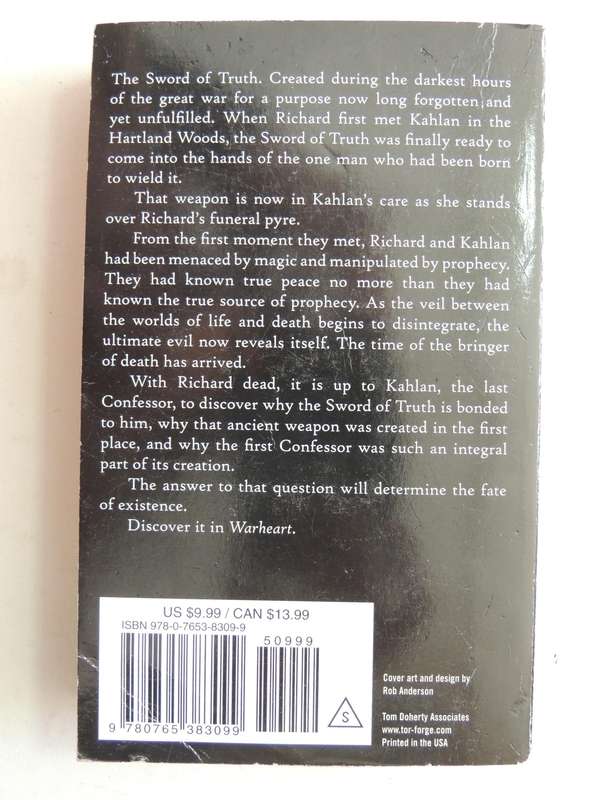 The Sword of Truth. Created during the darkest hours
of the great war for a purpose now long forgotten and
yet unfulfilled. When Richard first met Kahlan in the
Hartland Woods, the Sword of Truth was finally ready to
come into the hands of the one man who had been born
to wield it.
That weapon is now in Kahlan's care as she stands
over Richard's funeral pyre.
From the first moment they met, Richard and Kahlan
had been menaced by magic and manipulated by prophecy.
They had known true peace no more than they had
known the true source of prophecy. As the veil between
the worlds of life and death begins to disintegrate, the
ultimate evil now reveals itself. The time of the bringer
of death has arrived.
With Richard dead, it is up to Kahlan, the last
Confessor, to discover why the Sword of Truth is bonded
to him, why that ancient weapon was created in the first
place, and why the first Confessor was such an integral
part of its creation.
The answer to that question will determine the fate
of existence.
Discover it in Warheart.
US $9.99 / CAN $13.99
ISBN 978-0-7653-8309-9
50999
9 780765 383099
S
Cover art and design by
Rob Anderson
Tom Doherty Associates
www.tor-forge.com
Printed in the USA